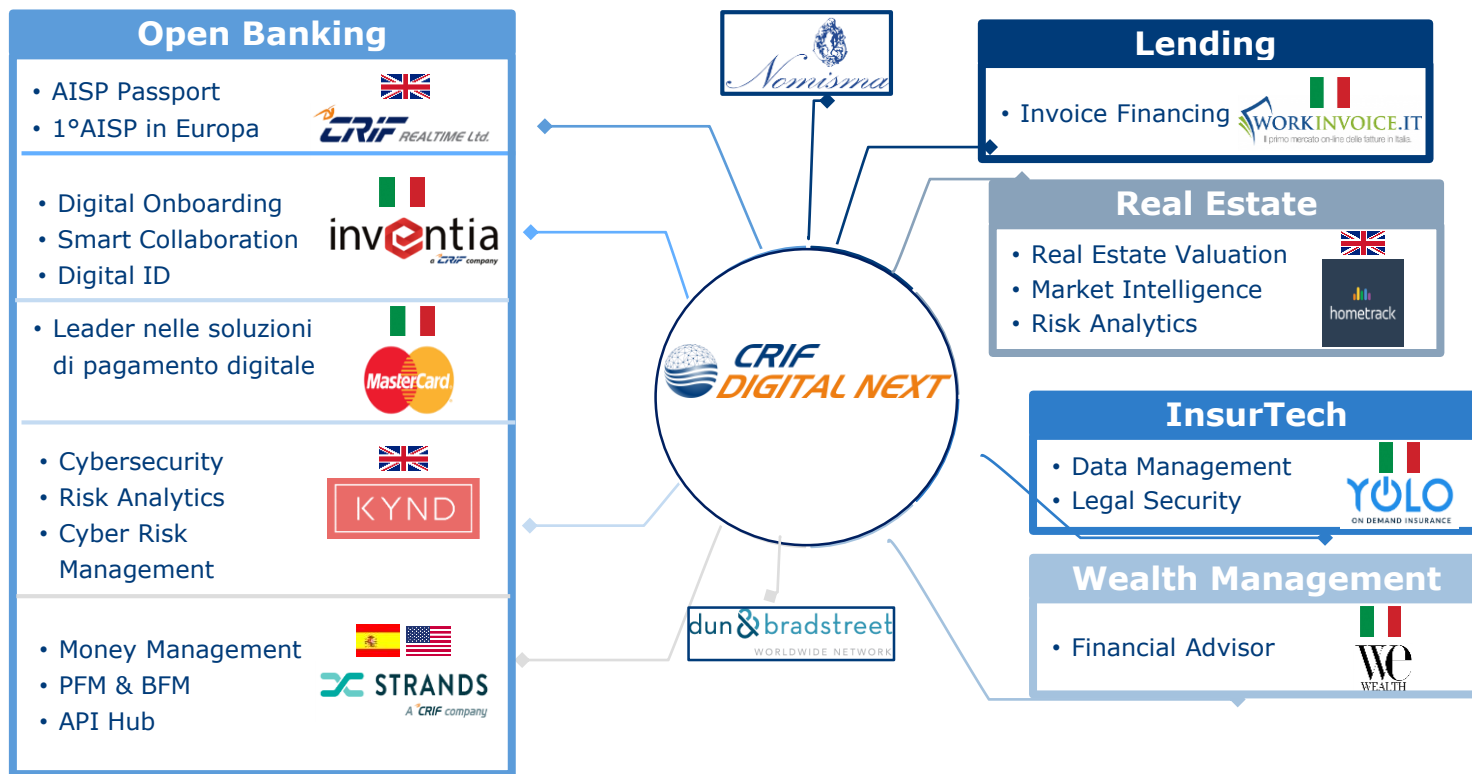 Open Banking
• AISP Passport
• 1°AISP in Europa
CRIF REALTIME Ltd.
• Digital Onboarding
• Smart Collaboration
• Digital ID
inventia
a CRIF company
• Leader nelle soluzioni
di pagamento digitale
MasterCard
• Cybersecurity
• Risk Analytics
• Cyber Risk
Management
KYND
• Money Management
• PFM & BFM
• API Hub
STRANDS
A CRIF company
Nomisma
CRIF
DIGITAL NEXT
dun & bradstreet
WORLDWIDE NETWORK
Lending
• Invoice Financing
WORKINVOICE.IT
Il primo mercato on-line delle fatture in Italia.
Real Estate
• Real Estate Valuation
• Market Intelligence
• Risk Analytics
hometrack
InsurTech
• Data Management
• Legal Security
YOLO
ON DEMAND INSURANCE
Wealth Management
• Financial Advisor
We
WEALTH